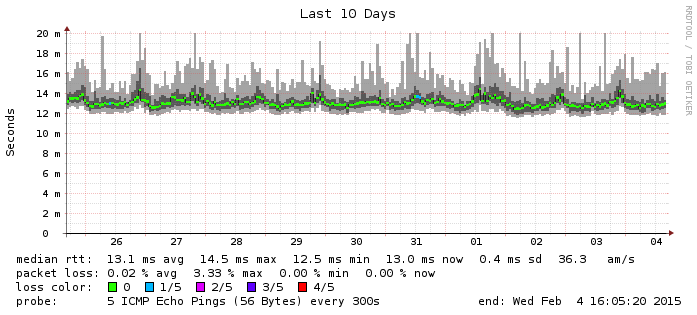 Last 10 Days
RRDTOOL / TOBI OETIKER
Seconds
20 m
18 m
16 m
14 m
12 m
10 m
8 m
6 m
4 m
2 m
0
26 27 28 29 30 31 01 02 03 04
median rtt: 13.1 ms avg 14.5 ms max 12.5 ms min 13.0 ms now 0.4 ms sd 36.3 am/s
packet loss: 0.02 % avg 3.33 % max 0.00 % min 0.00 % now
loss color: 0 1/5 2/5 3/5 4/5
probe: 5 ICMP Echo Pings (56 Bytes) every 300s end: Wed Feb 4 16:05:20 2015